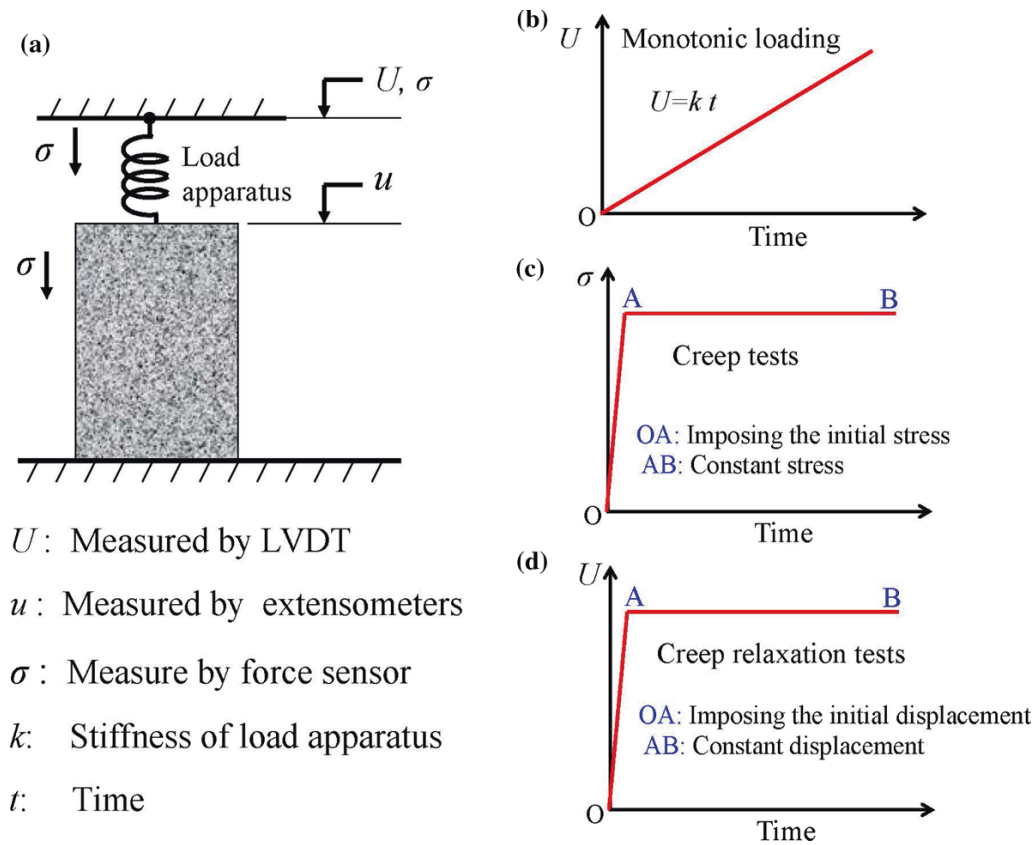 (a)
U, σ
σ
Load
apparatus
u
σ
U: Measured by LVDT
u: Measured by extensometers
σ: Measure by force sensor
k: Stiffness of load apparatus
t: Time
(b)
U
Monotonic loading
U=k t
O
Time
(c)
σ
A
B
Creep tests
OA: Imposing the initial stress
AB: Constant stress
O
Time
(d)
U
A
B
Creep relaxation tests
OA: Imposing the initial displacement
AB: Constant displacement
O
Time